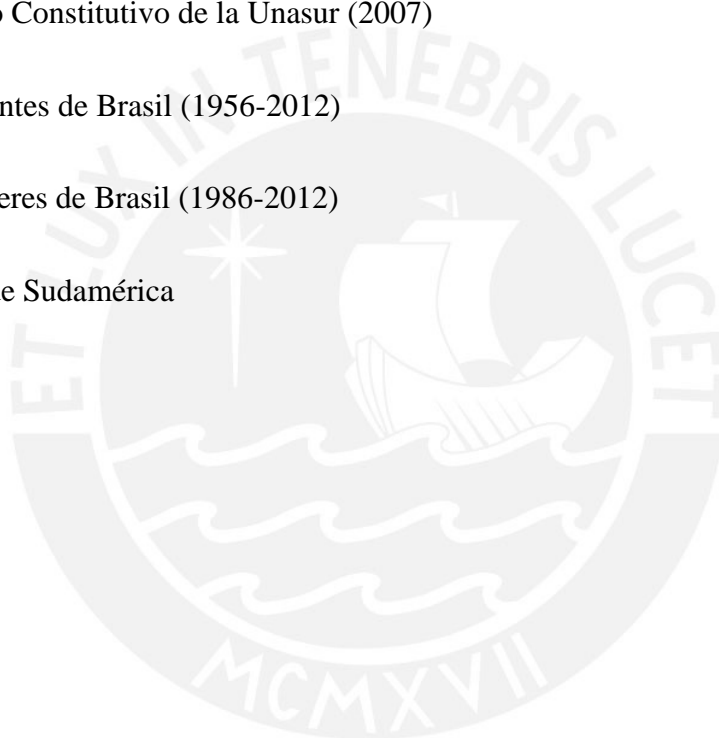 o Constitutivo de la Unasur (2007)
ntes de Brasil (1956-2012)
eres de Brasil (1986-2012)
e Sudamérica
ET LUX IN TENEBRIS LUCET
MCMXVII